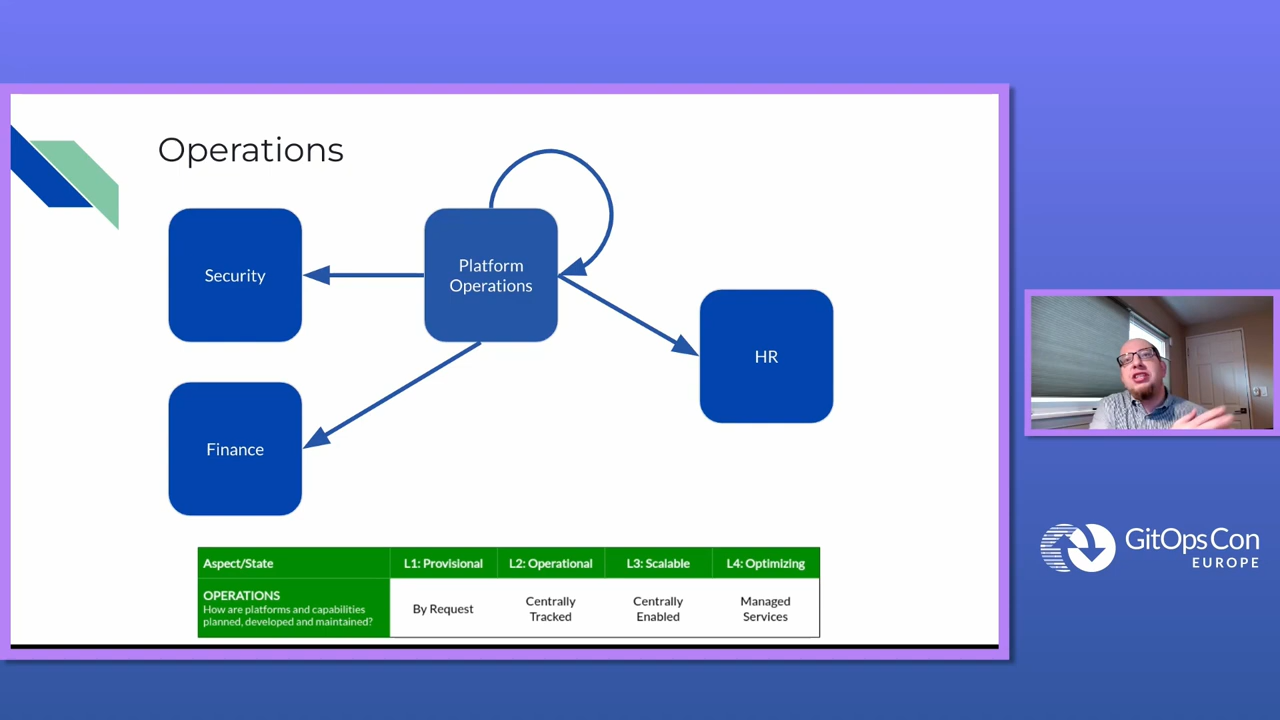 Operations
Security
Platform
Operations
HR
Finance
Aspect/State
L1: Provisional
L2: Operational
L3: Scalable
L4: Optimizing
OPERATIONS
How are platforms and capabilities
planned, developed and maintained?
By Request
Centrally
Tracked
Centrally
Enabled
Managed
Services
GitOpsCon
EUROPE